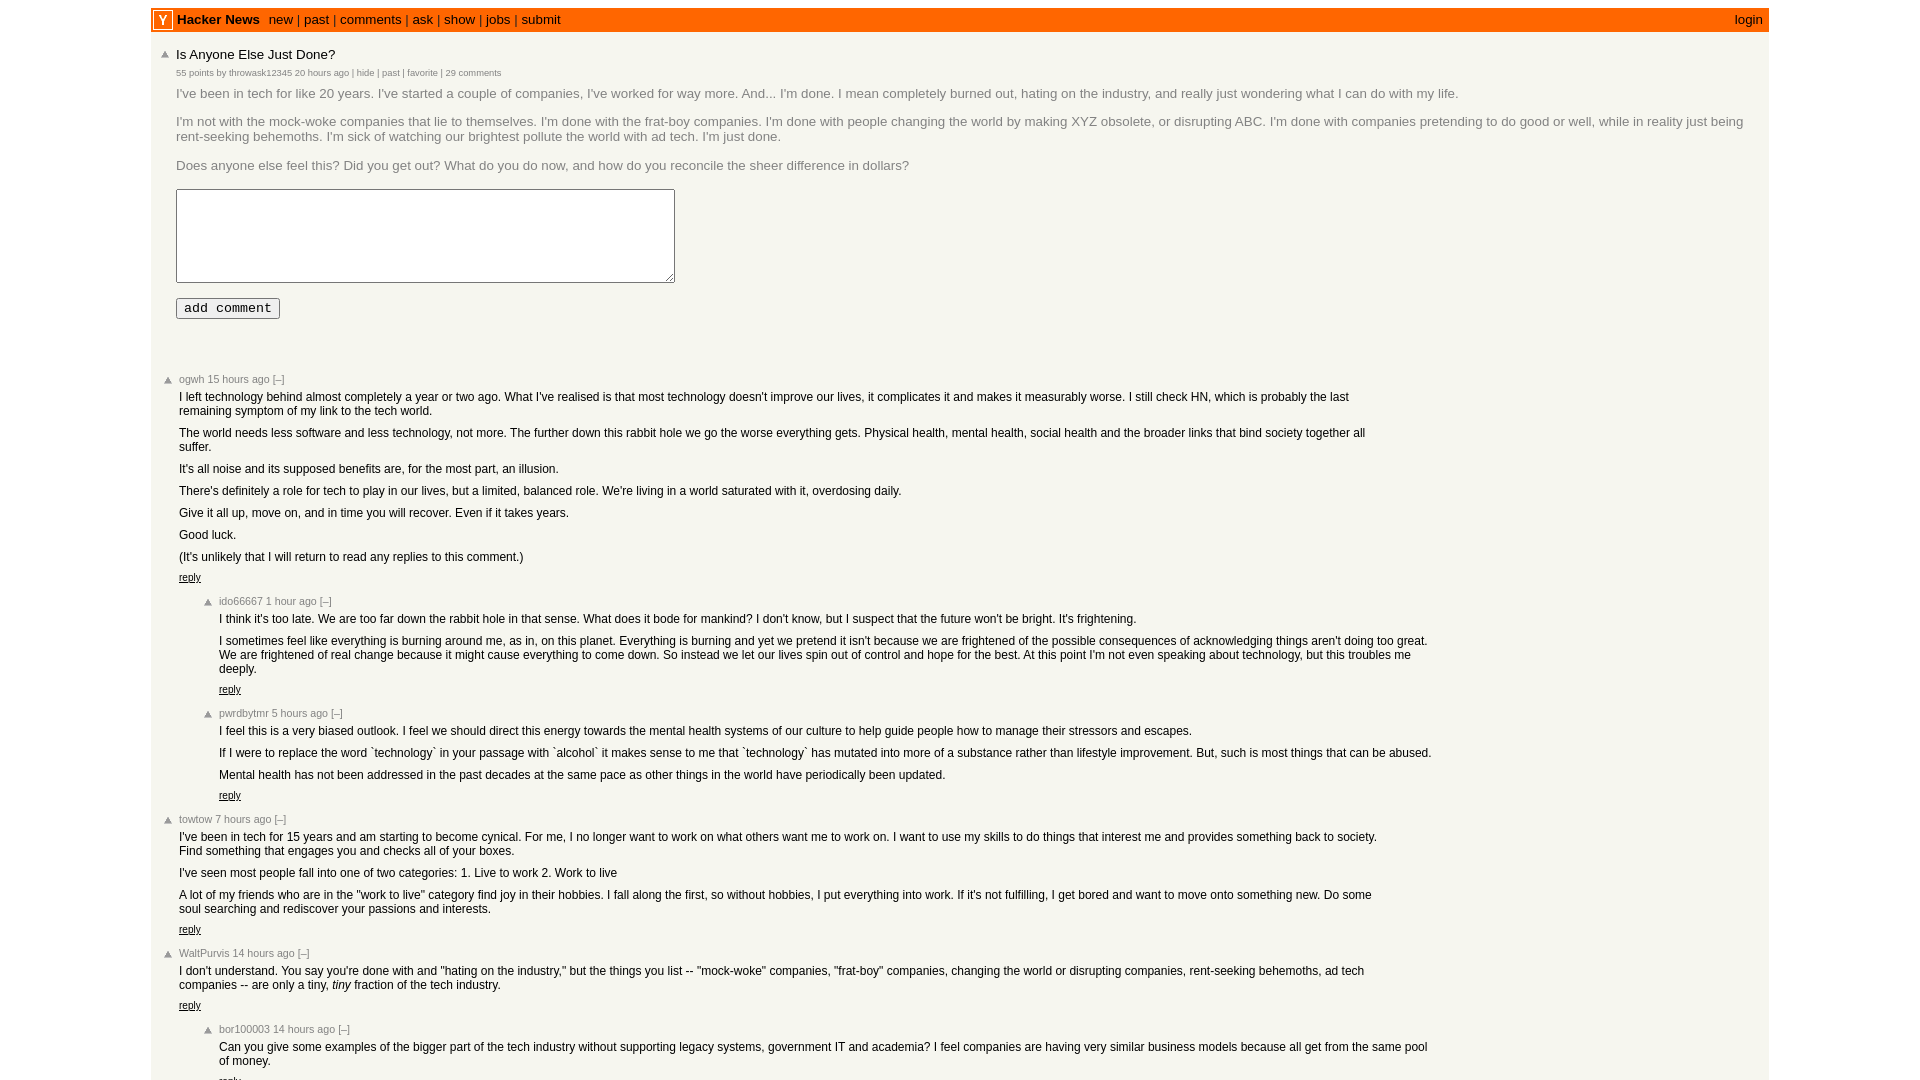 Y Hacker News new | past | comments | ask | show | jobs | submit login
Is Anyone Else Just Done?
55 points by throwask12345 20 hours ago | hide | past | favorite | 29 comments
I've been in tech for like 20 years. I've started a couple of companies, I've worked for way more. And... I'm done. I mean completely burned out, hating on the industry, and really just wondering what I can do with my life.
I'm not with the mock-woke companies that lie to themselves. I'm done with the frat-boy companies. I'm done with people changing the world by making XYZ obsolete, or disrupting ABC. I'm done with companies pretending to do good or well, while in reality just being
rent-seeking behemoths. I'm sick of watching our brightest pollute the world with ad tech. I'm just done.
Does anyone else feel this? Did you get out? What do you do now, and how do you reconcile the sheer difference in dollars?
add comment
ogwh 15 hours ago [–]
I left technology behind almost completely a year or two ago. What I've realised is that most technology doesn't improve our lives, it complicates it and makes it measurably worse. I still check HN, which is probably the last
remaining symptom of my link to the tech world.
The world needs less software and less technology, not more. The further down this rabbit hole we go the worse everything gets. Physical health, mental health, social health and the broader links that bind society together all
suffer.
It's all noise and its supposed benefits are, for the most part, an illusion.
There's definitely a role for tech to play in our lives, but a limited, balanced role. We're living in a world saturated with it, overdosing daily.
Give it all up, move on, and in time you will recover. Even if it takes years.
Good luck.
(It's unlikely that I will return to read any replies to this comment.)
reply
ido66667 1 hour ago [–]
I think it's too late. We are too far down the rabbit hole in that sense. What does it bode for mankind? I don't know, but I suspect that the future won't be bright. It's frightening.
I sometimes feel like everything is burning around me, as in, on this planet. Everything is burning and yet we pretend it isn't because we are frightened of the possible consequences of acknowledging things aren't doing too great.
We are frightened of real change because it might cause everything to come down. So instead we let our lives spin out of control and hope for the best. At this point I'm not even speaking about technology, but this troubles me
deeply.
reply
pwrdbytmr 5 hours ago [–]
I feel this is a very biased outlook. I feel we should direct this energy towards the mental health systems of our culture to help guide people how to manage their stressors and escapes.
If I were to replace the word `technology` in your passage with `alcohol` it makes sense to me that `technology` has mutated into more of a substance rather than lifestyle improvement. But, such is most things that can be abused.
Mental health has not been addressed in the past decades at the same pace as other things in the world have periodically been updated.
reply
towtow 7 hours ago [–]
I've been in tech for 15 years and am starting to become cynical. For me, I no longer want to work on what others want me to work on. I want to use my skills to do things that interest me and provides something back to society.
Find something that engages you and checks all of your boxes.
I've seen most people fall into one of two categories: 1. Live to work 2. Work to live
A lot of my friends who are in the "work to live" category find joy in their hobbies. I fall along the first, so without hobbies, I put everything into work. If it's not fulfilling, I get bored and want to move onto something new. Do some
soul searching and rediscover your passions and interests.
reply
WaltPurvis 14 hours ago [–]
I don't understand. You say you're done with and "hating on the industry," but the things you list -- "mock-woke" companies, "frat-boy" companies, changing the world or disrupting companies, rent-seeking behemoths, ad tech
companies -- are only a tiny, tiny fraction of the tech industry.
reply
bor100003 14 hours ago [–]
Can you give some examples of the bigger part of the tech industry without supporting legacy systems, government IT and academia? I feel companies are having very similar business models because all get from the same pool
of money.